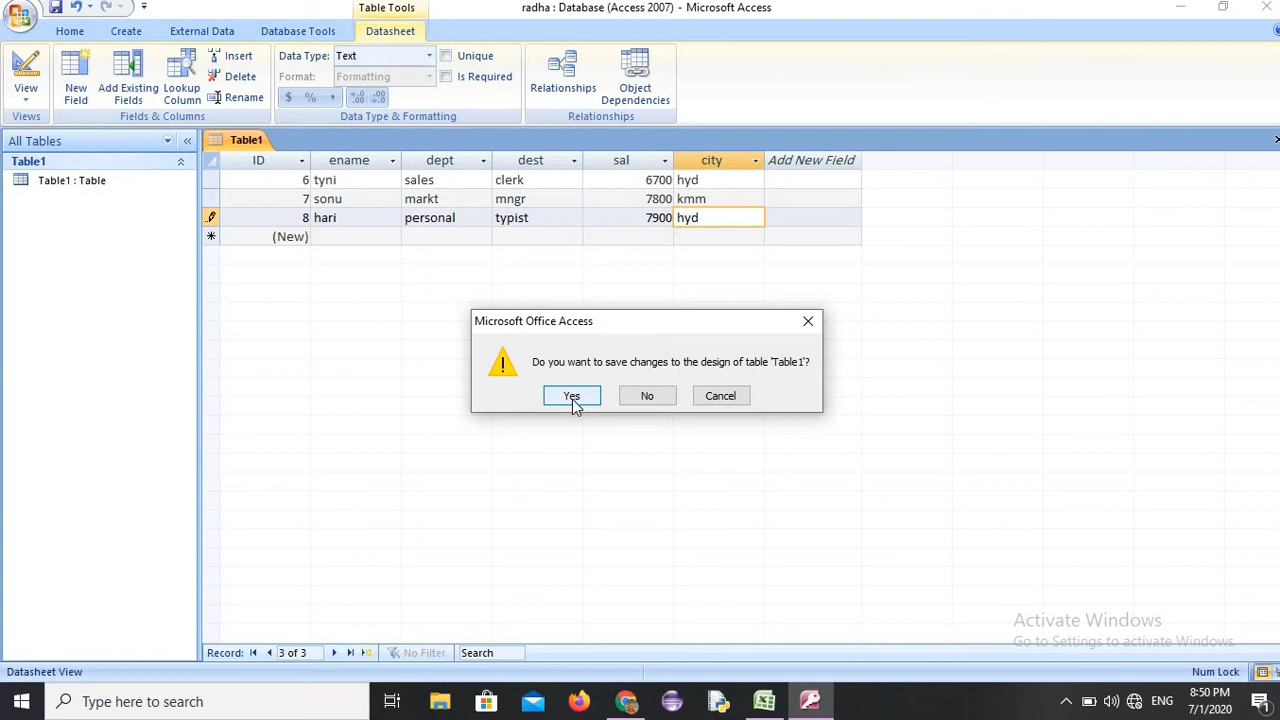 Table Tools
radha : Database (Access 2007) - Microsoft Access
Home
Create
External Data
Database Tools
Datasheet
View
New Field
Add Existing Fields
Lookup Column
Insert
Delete
Rename
Data Type: Text
Format: Formatting
$ % ,
Unique
Is Required
Relationships
Object Dependencies
Views
Fields & Columns
Data Type & Formatting
Relationships
All Tables
Table1
Table1 : Table
Table1
ID ename dept dest sal city Add New Field
6 tyni sales clerk 6700 hyd
7 sonu markt mngr 7800 kmm
8 hari personal typist 7900 hyd
(New)
Microsoft Office Access
Do you want to save changes to the design of table 'Table1'?
Yes No Cancel
Activate Windows
Go to Settings to activate Windows.
Record: 3 of 3 No Filter Search
Datasheet View
Num Lock
Type here to search
ENG
8:50 PM
7/1/2020
1